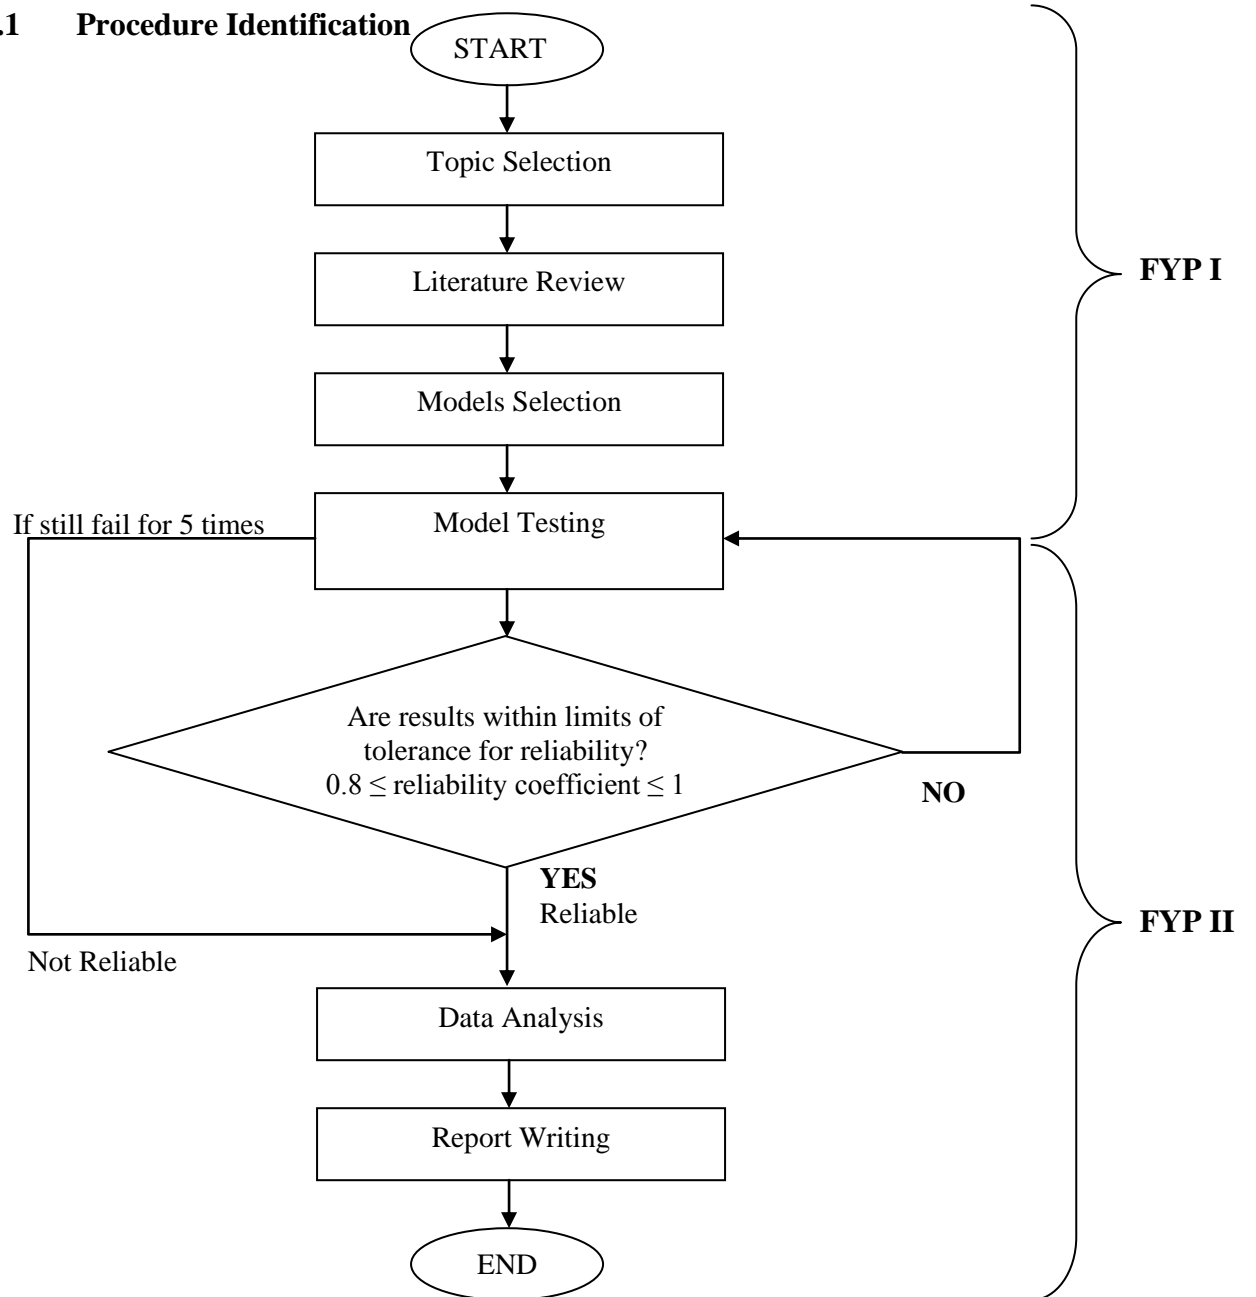 .1 Procedure Identification
START
Topic Selection
Literature Review
FYP I
Models Selection
If still fail for 5 times
Model Testing
Are results within limits of
tolerance for reliability?
0.8 ≤ reliability coefficient ≤ 1
NO
YES
Reliable
FYP II
Not Reliable
Data Analysis
Report Writing
END